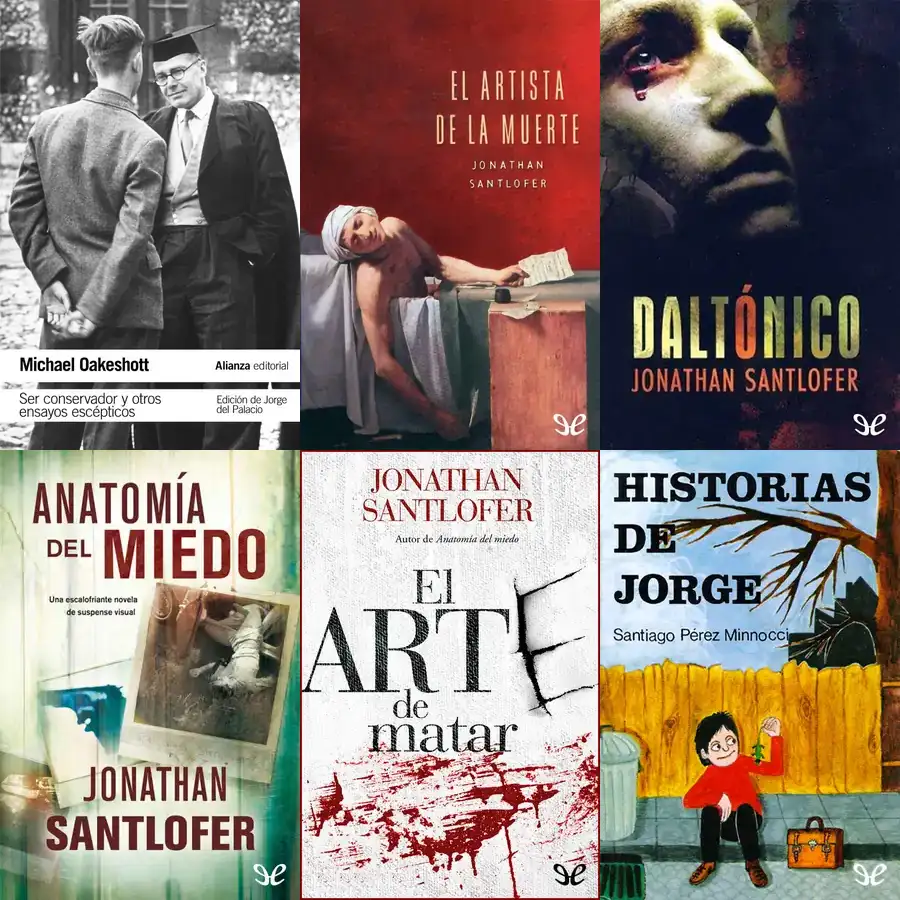 Michael Oakeshott
Alianza editorial
Ser conservador y otros
ensayos escépticos
Edición de Jorge
del Palacio
EL ARTISTA
DE LA MUERTE
JONATHAN
SANTLOFER
DALTÓNICO
JONATHAN SANTLOFER
ANATOMÍA
DEL MIEDO
Una escalofriante novela
de suspense visual
JONATHAN
SANTLOFER
JONATHAN
SANTLOFER
Autor de Anatomía del miedo
El
ARTE
de
matar
HISTORIAS
DE
JORGE
Santiago Pérez Minnocci